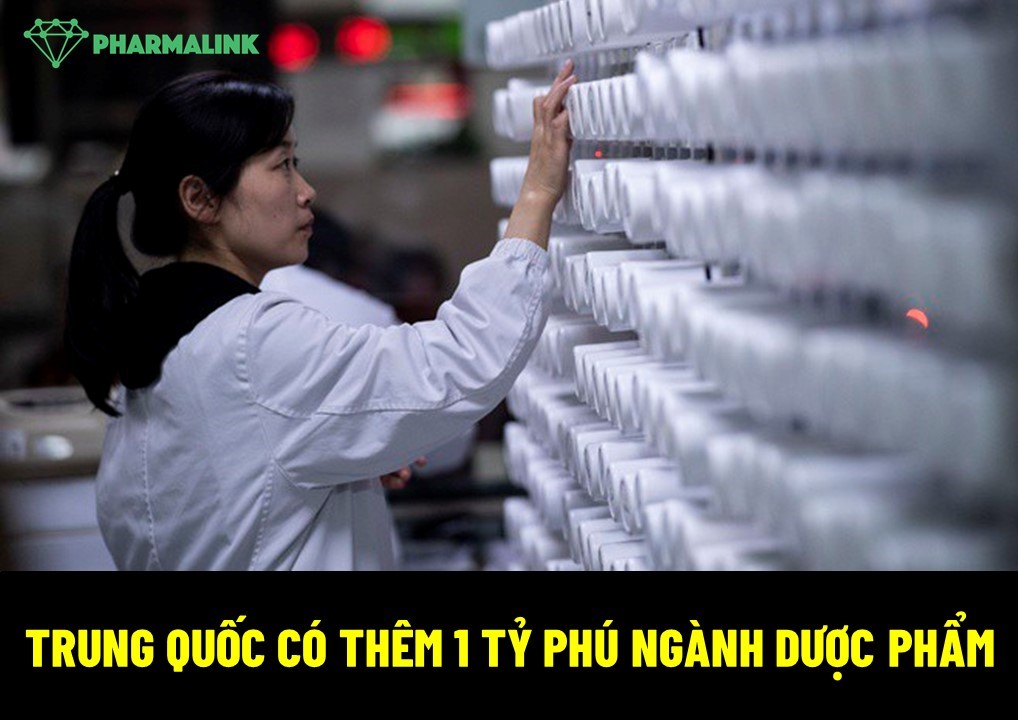 PHARMALINK
TRUNG QUỐC CÓ THÊM 1 TỶ PHÚ NGÀNH DƯỢC PHẨM